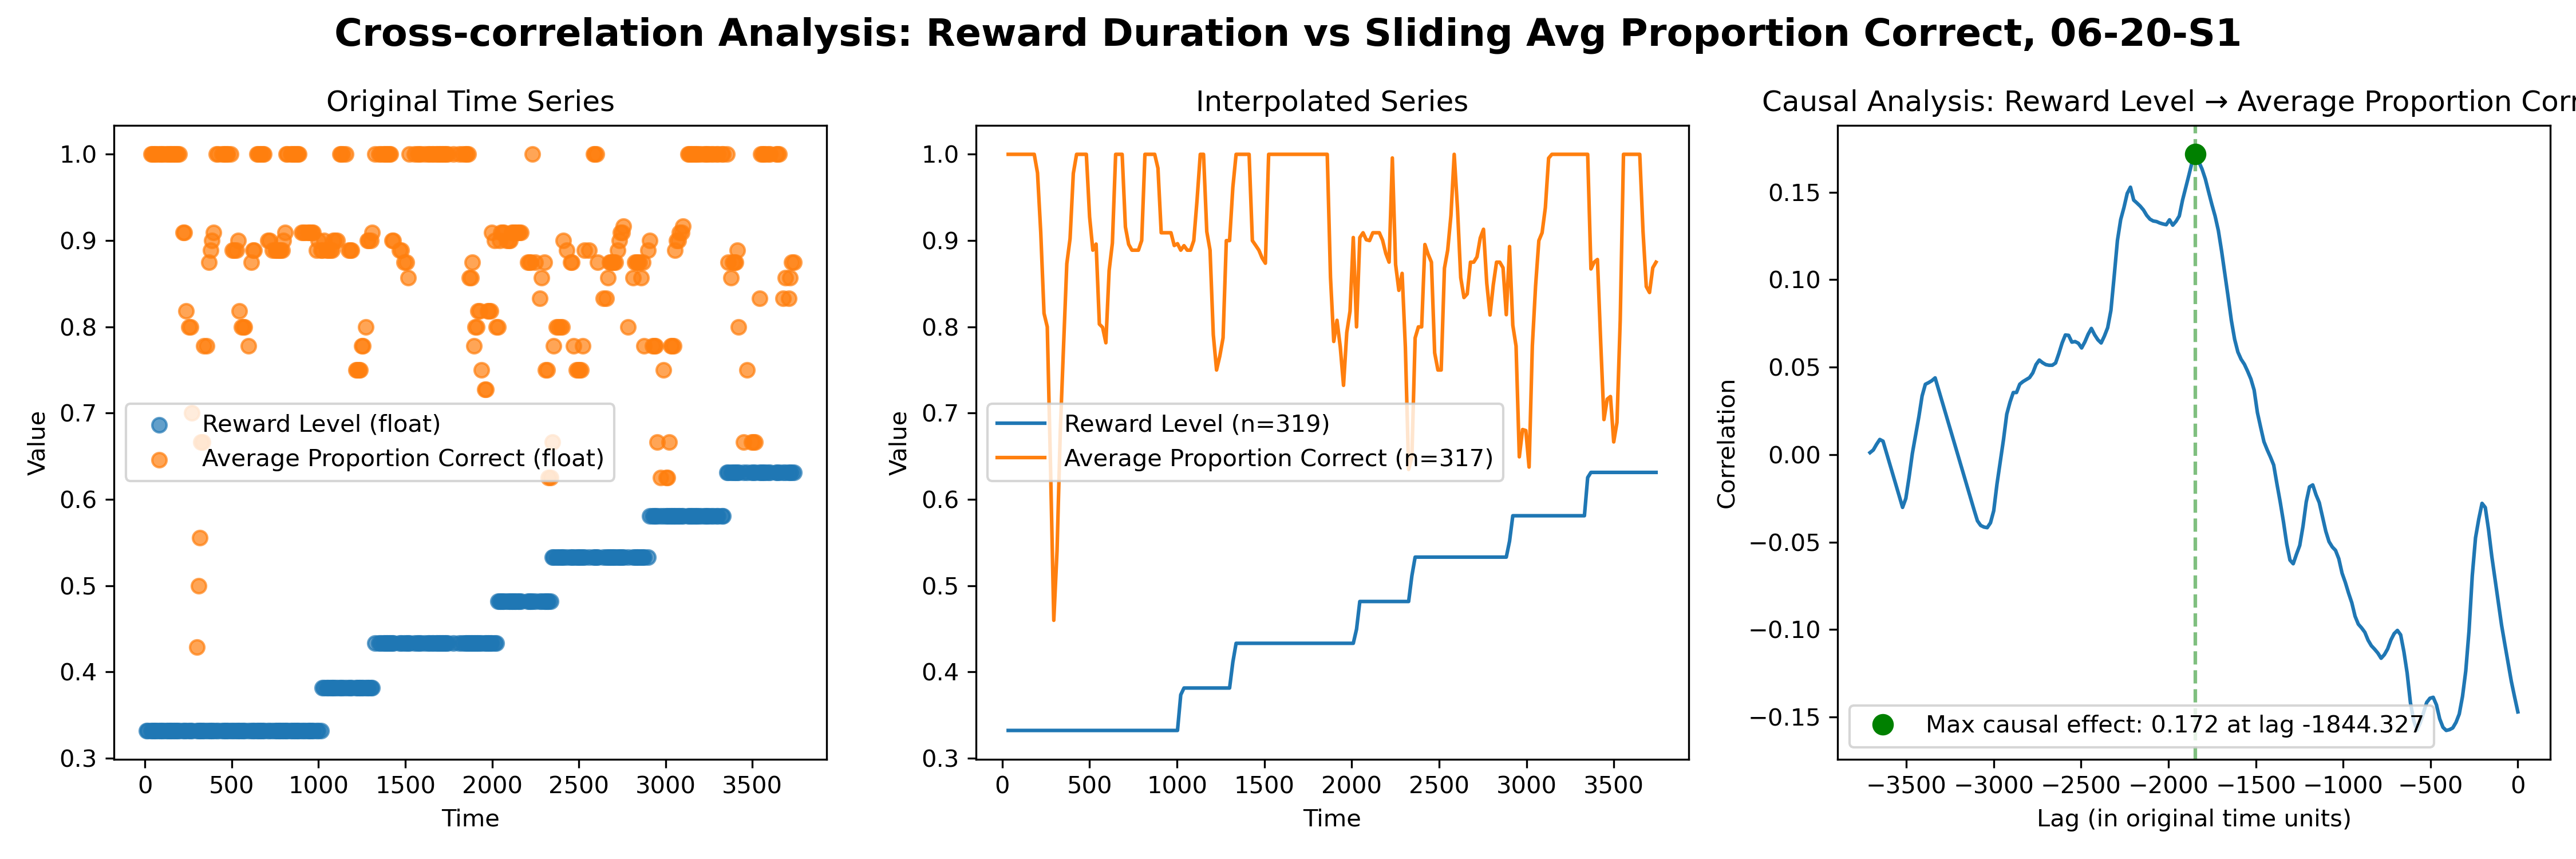 Cross-correlation Analysis: Reward Duration vs Sliding Avg Proportion Correct, 06-20-S1
Original Time Series
Value
1.0
0.9
0.8
0.7
0.6
0.5
0.4
0.3
Reward Level (float)
Average Proportion Correct (float)
0 500 1000 1500 2000 2500 3000 3500
Time
Interpolated Series
Value
1.0
0.9
0.8
0.7
0.6
0.5
0.4
0.3
Reward Level (n=319)
Average Proportion Correct (n=317)
0 500 1000 1500 2000 2500 3000 3500
Time
Causal Analysis: Reward Level → Average Proportion Corr
Correlation
0.15
0.10
0.05
0.00
−0.05
−0.10
−0.15
Max causal effect: 0.172 at lag -1844.327
−3500 −3000 −2500 −2000 −1500 −1000 −500 0
Lag (in original time units)